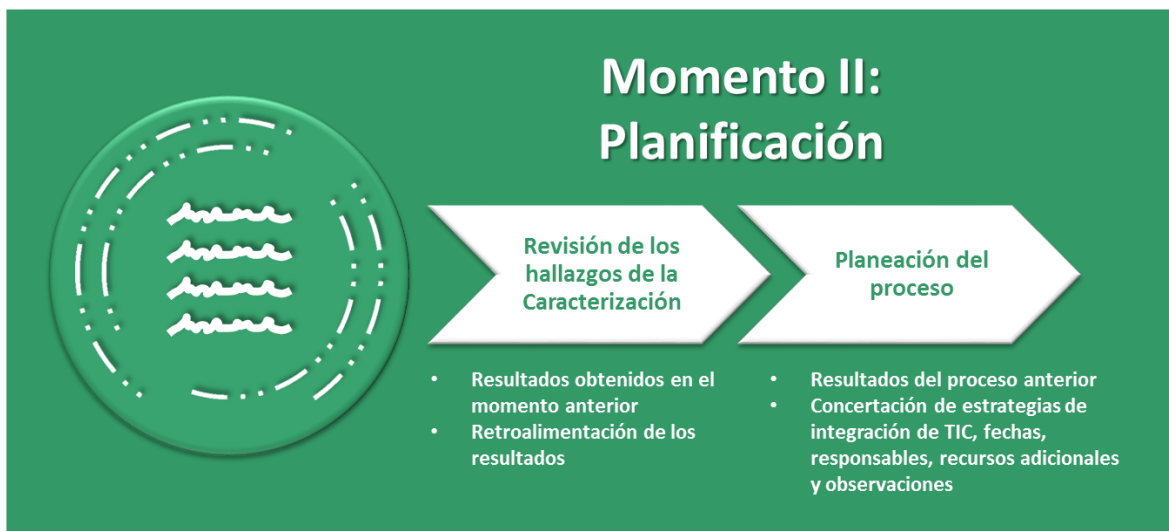 Momento II:
Planificación
Revisión de los
hallazgos de la
Caracterización
Planeación del
proceso
• Resultados obtenidos en el
momento anterior
• Retroalimentación de los
resultados
• Resultados del proceso anterior
• Concertación de estrategias de
integración de TIC, fechas,
responsables, recursos adicionales
y observaciones